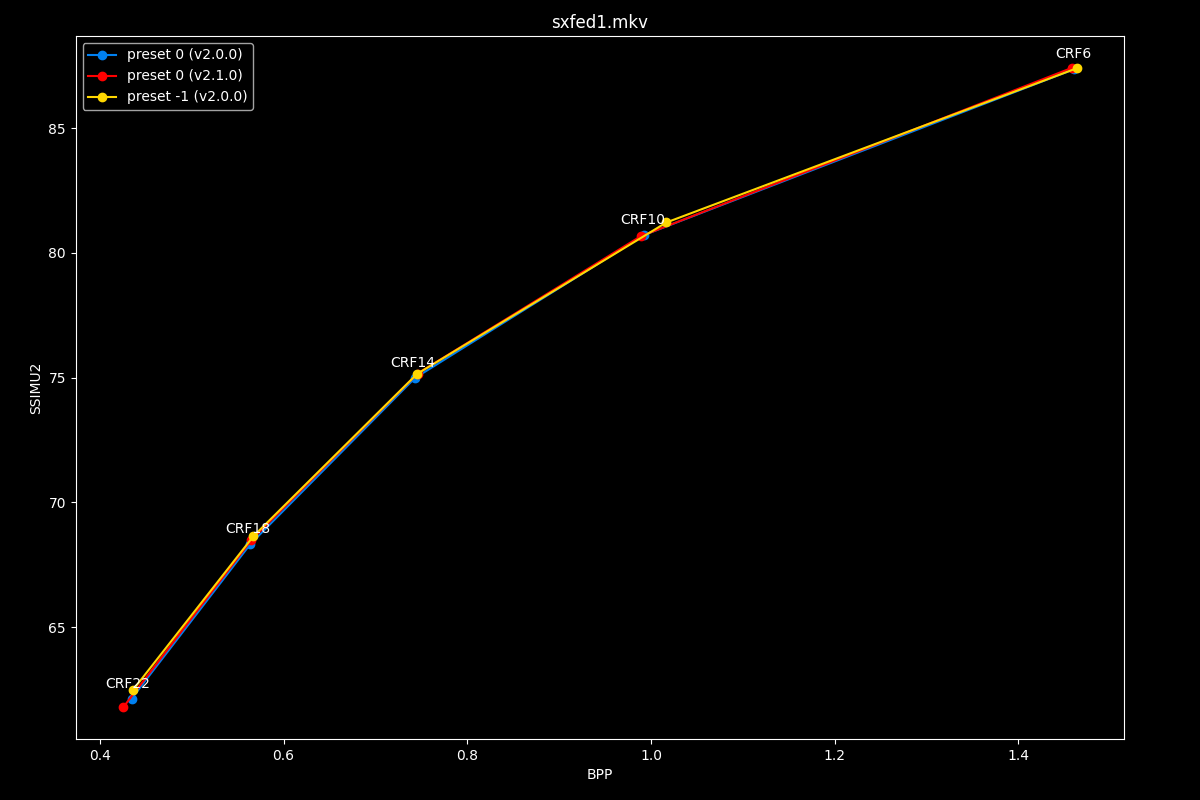 sxfed1.mkv
preset 0 (v2.0.0)
preset 0 (v2.1.0)
preset -1 (v2.0.0)
CRF6
CRF10
CRF14
CRF18
CRF22
85
80
75
70
65
SSIMU2
0.4 0.6 0.8 1.0 1.2 1.4
BPP